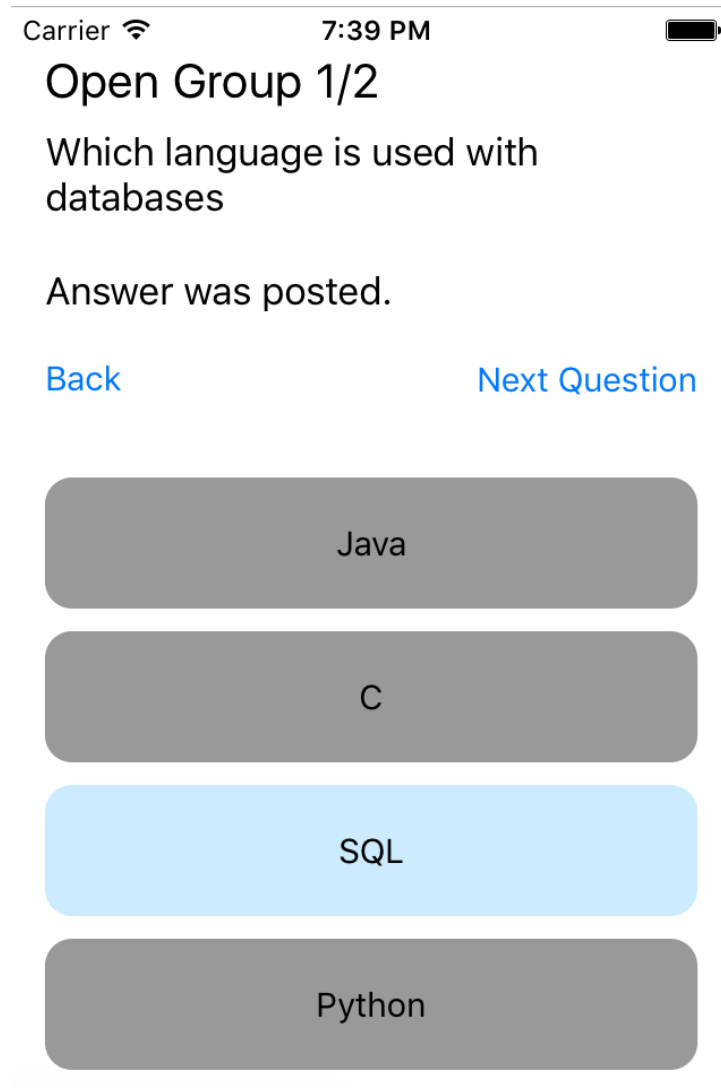 Carrier 7:39 PM
Open Group 1/2
Which language is used with
databases
Answer was posted.
Back Next Question
Java
C
SQL
Python